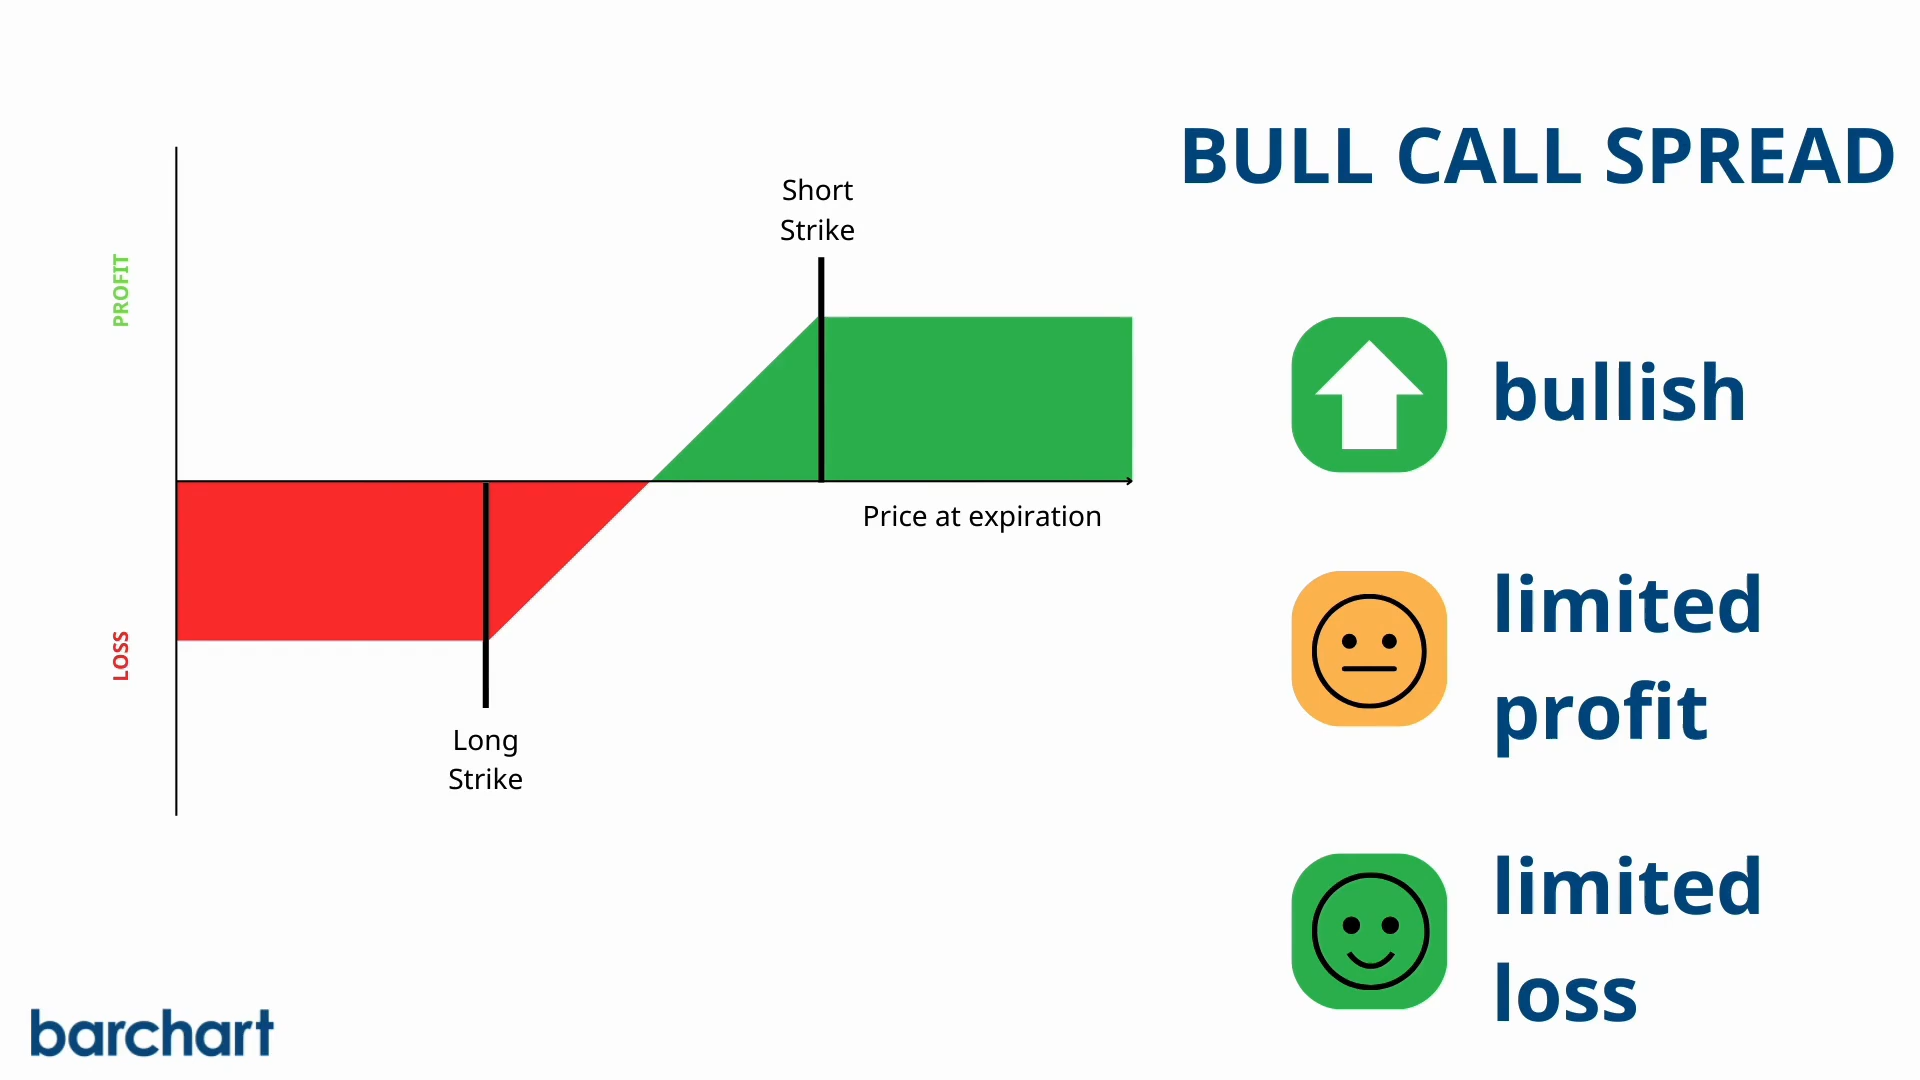 BULL CALL SPREAD
Short
Strike
PROFIT
Price at expiration
LOSS
Long
Strike
bullish
limited
profit
limited
loss
barchart